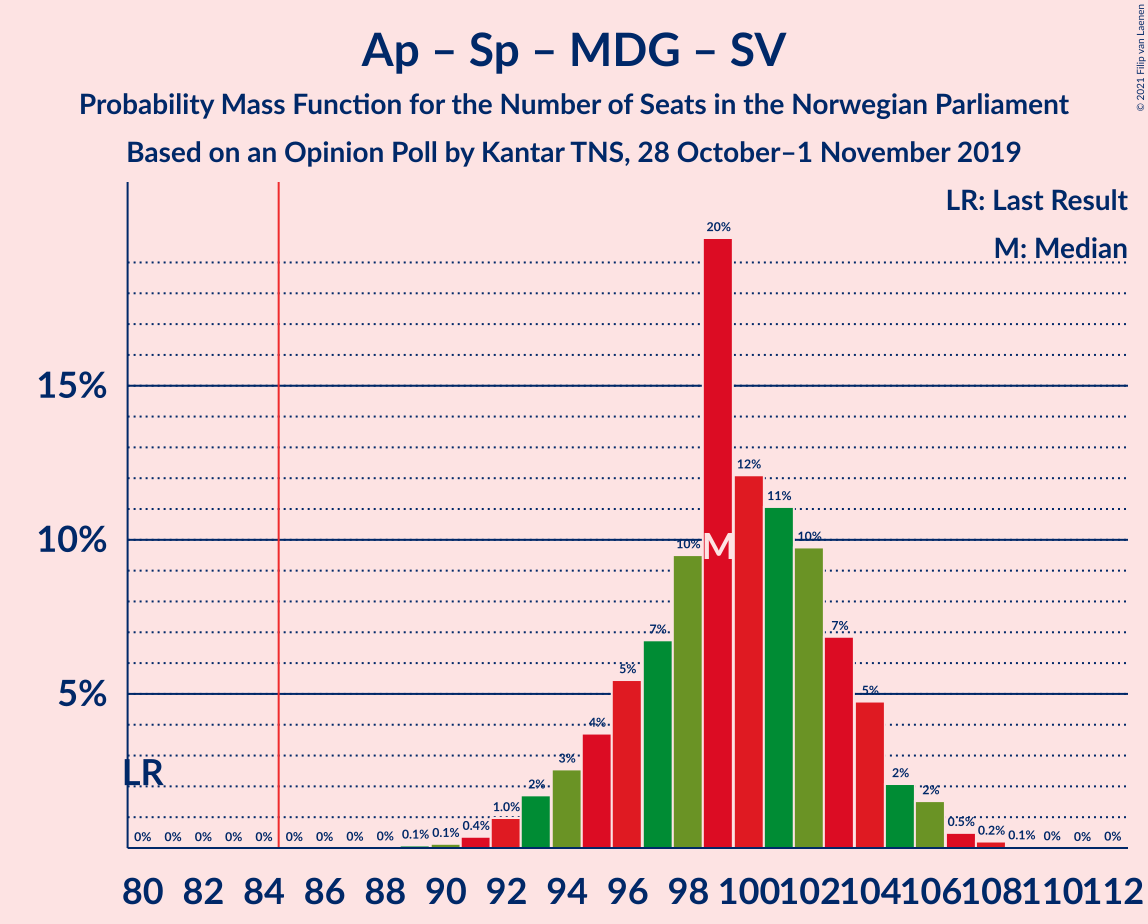 Ap – Sp – MDG – SV
Probability Mass Function for the Number of Seats in the Norwegian Parliament
Based on an Opinion Poll by Kantar TNS, 28 October–1 November 2019
© 2021 Filip van Laenen
LR: Last Result
M: Median
15%
10%
5%
LR
M
0% 0% 0% 0% 0% 0% 0% 0% 0% 0.1% 0.1% 0.4% 1.0% 2% 3% 4% 5% 7% 10% 20% 12% 11% 10% 7% 5% 2% 2% 0.5% 0.2% 0.1% 0% 0% 0%
80 82 84 86 88 90 92 94 96 98 100 102 104 106 108 110 112